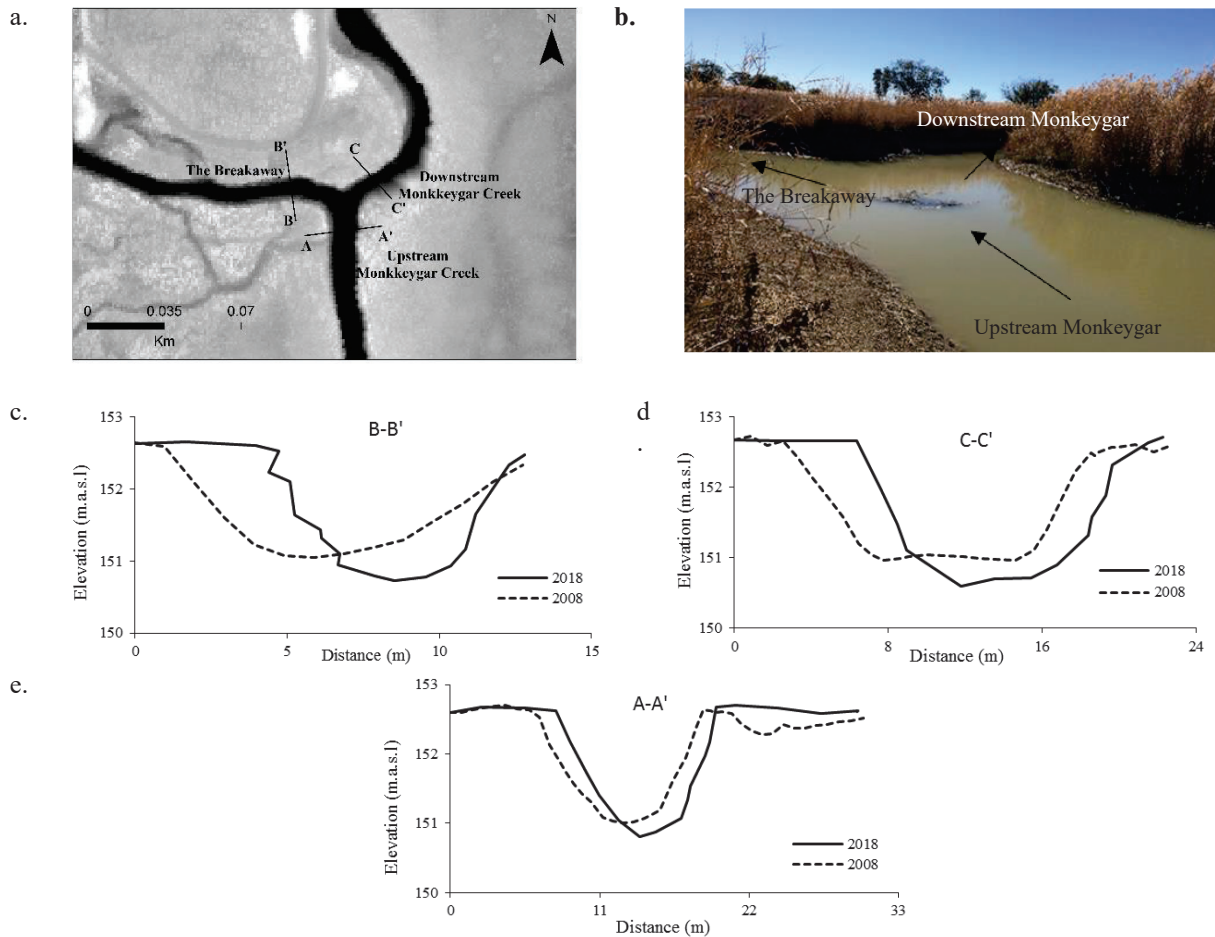 a.
N
B'
C
The Breakaway
Downstream
Monkkeygar Creek
B
C'
A
A'
Upstream
Monkkeygar Creek
0
0.035
0.07
Km
b.
Downstream Monkeygar
The Breakaway
Upstream Monkeygar
c.
B-B'
Elevation (m.a.s.l)
153
152
151
150
2018
2008
0
5
10
15
Distance (m)
d
.
C-C'
Elevation (m.a.s.l)
153
152
151
150
2018
2008
0
8
16
24
Distance (m)
e.
A-A'
Elevation (m.a.s.l)
153
152
151
150
2018
2008
0
11
22
33
Distance (m)